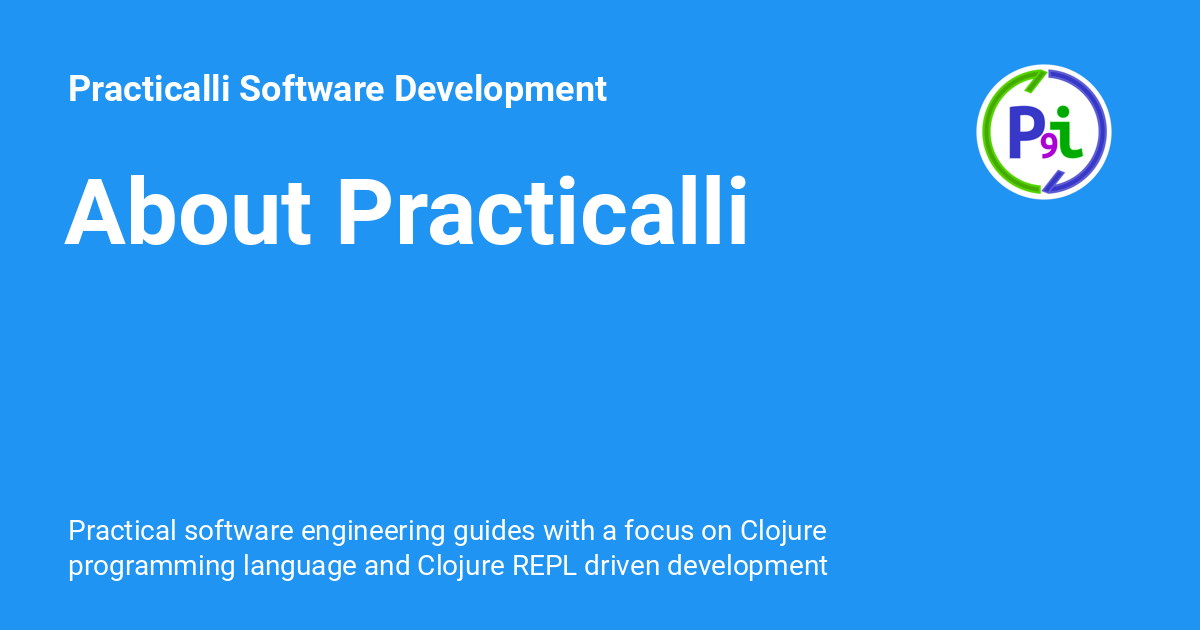 Practicalli Software Development
P9i
About Practicalli
Practical software engineering guides with a focus on Clojure
programming language and Clojure REPL driven development